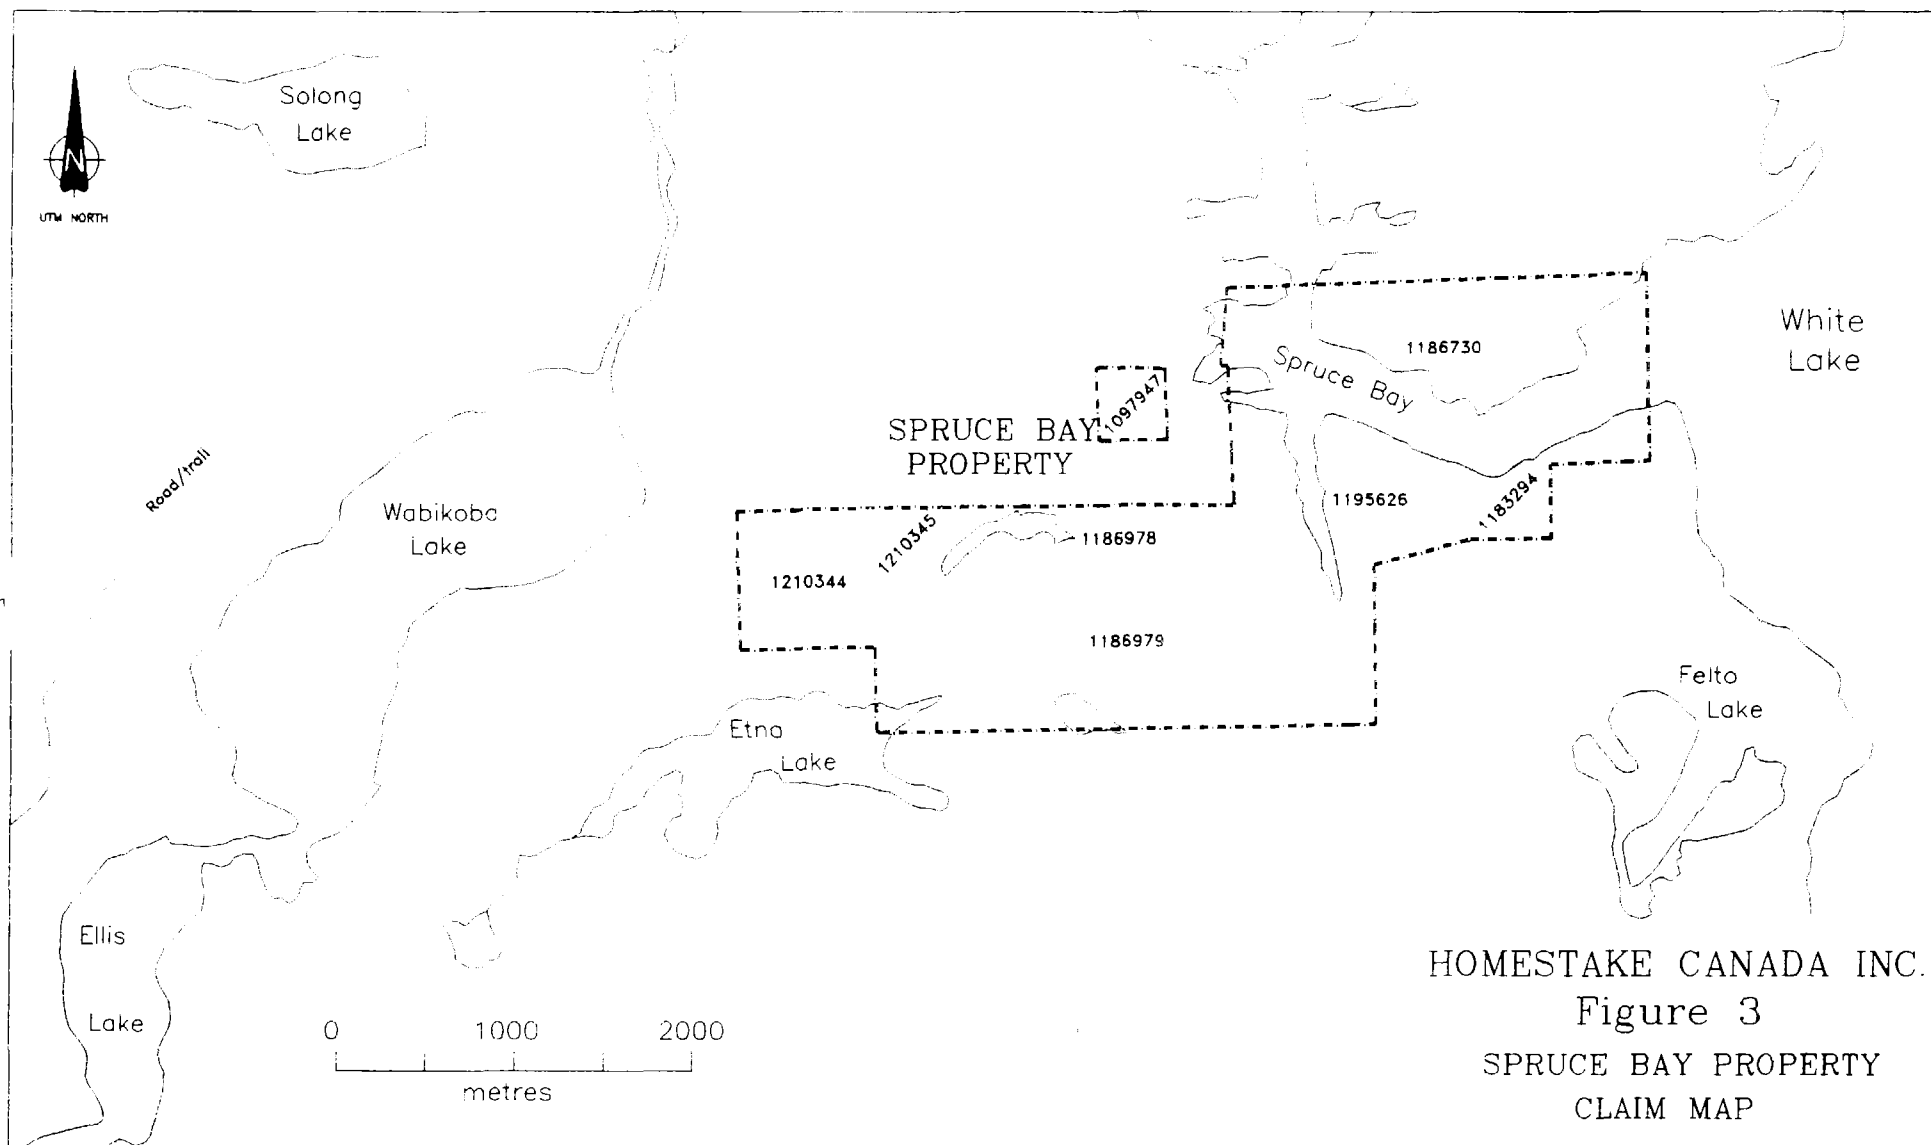 Solong
Lake
N
UTM NORTH
White
Lake
1186730
Spruce Bay
1097947
SPRUCE BAY
PROPERTY
Road/trail
Wabikoba
Lake
1195626
1183294
1210345
1186978
1210344
1186979
Felto
Lake
Etna
Lake
Ellis
Lake
0 1000 2000
metres
HOMESTAKE CANADA INC.
Figure 3
SPRUCE BAY PROPERTY
CLAIM MAP